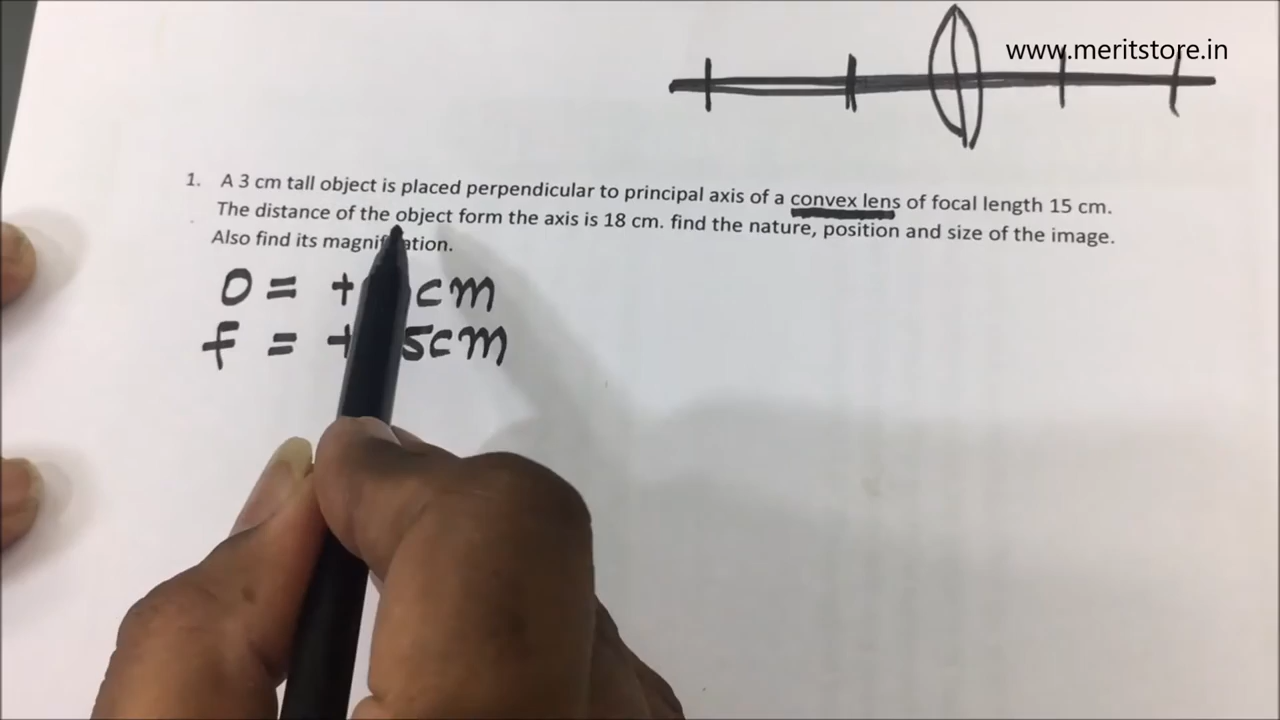 www.meritstore.in
1. A 3 cm tall object is placed perpendicular to principal axis of a convex lens of focal length 15 cm.
The distance of the object form the axis is 18 cm. find the nature, position and size of the image.
Also find its
O = + cm
f = + 5cm